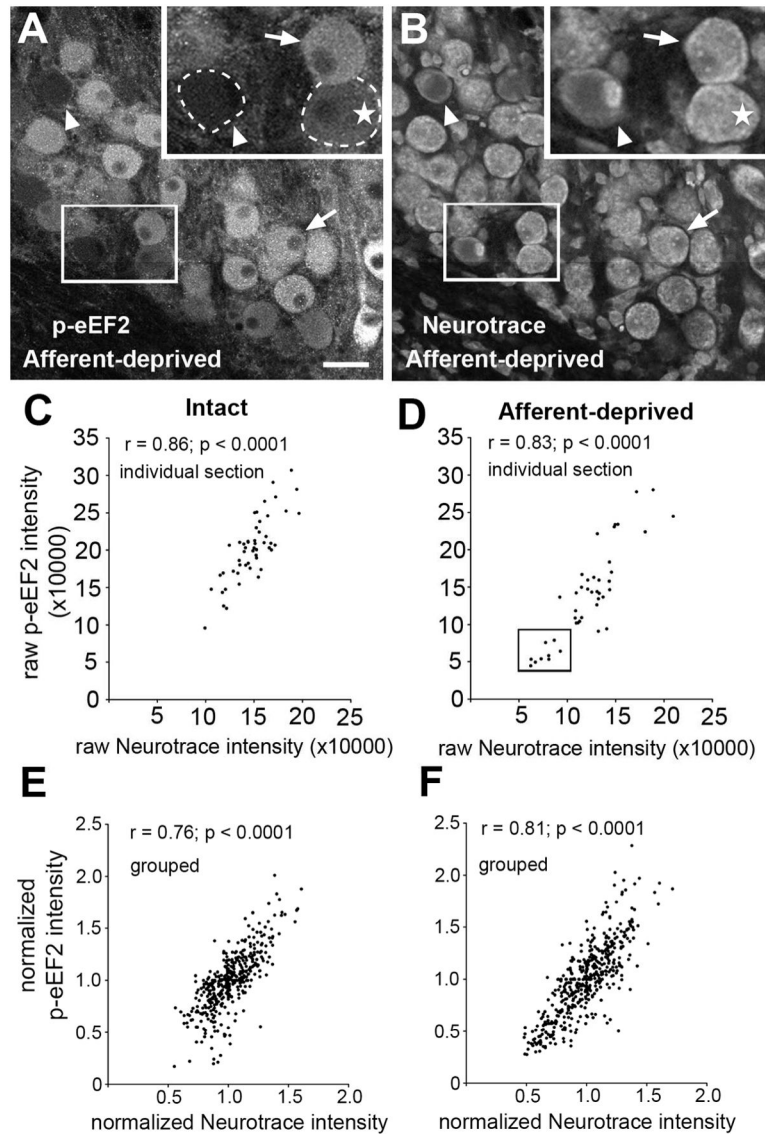 A
B
p-eEF2
Afferent-deprived
Neurotrace
Afferent-deprived
C
Intact
r = 0.86; p < 0.0001
individual section
35
30
25
20
15
10
5
0
raw p-eEF2 intensity
(x10000)
5
10
15
20
25
raw Neurotrace intensity (x10000)
D
Afferent-deprived
r = 0.83; p < 0.0001
individual section
35
30
25
20
15
10
5
0
5
10
15
20
25
raw Neurotrace intensity (x10000)
E
r = 0.76; p < 0.0001
grouped
2.5
2.0
1.5
1.0
0.5
0
normalized
p-eEF2 intensity
0.5
1.0
1.5
2.0
normalized Neurotrace intensity
F
r = 0.81; p < 0.0001
grouped
2.5
2.0
1.5
1.0
0.5
0
0.5
1.0
1.5
2.0
normalized Neurotrace intensity